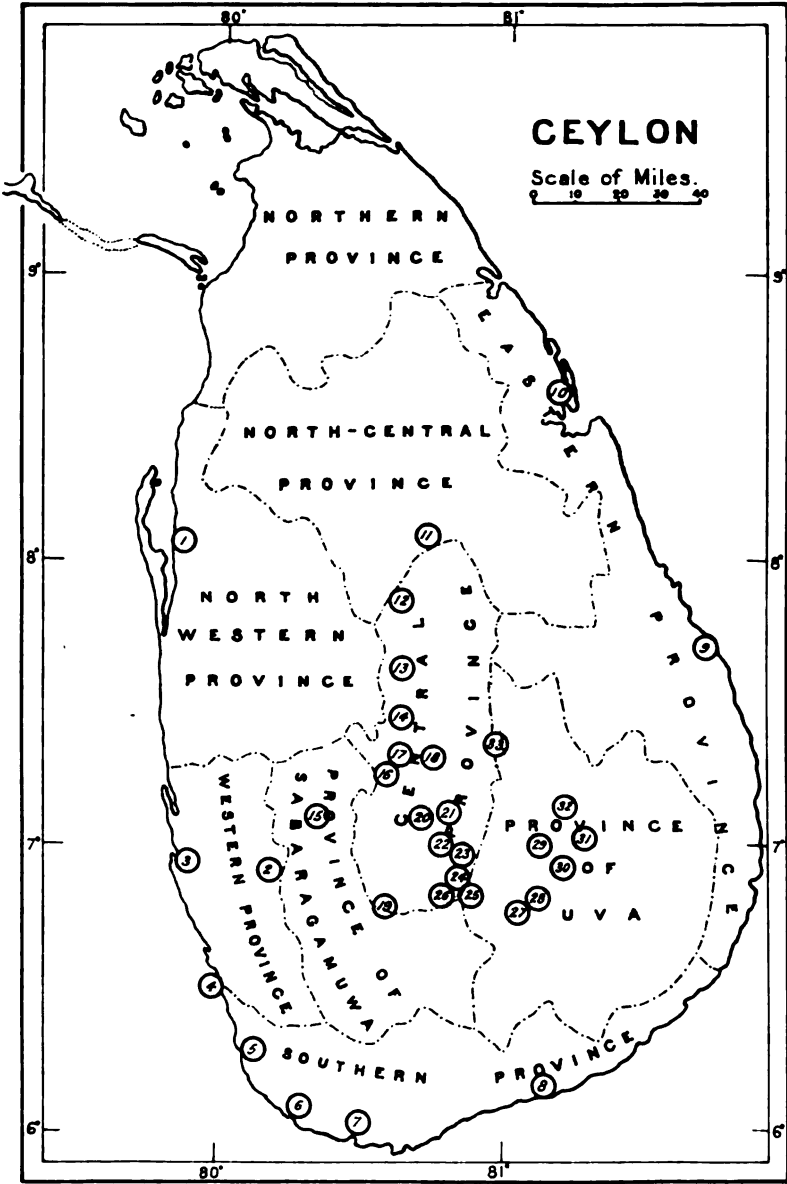 80° 81°
CEYLON
Scale of Miles.
0 10 20 30 40
NORTHERN
PROVINCE
9° 9°
EASTERN PROVINCE
10
NORTH-CENTRAL
PROVINCE
1
11
8° 8°
12
NORTH
WESTERN
PROVINCE
CENTRAL
PROVINCE
9
13
14
33
17
18
16
WESTERN PROVINCE
PROVINCE OF
SABARAGAMUWA
15
20
21
32
PROVINCE
OF
UVA
7° 7°
22
29
31
3
2
23
30
24
26
25
19
28
27
4
5
SOUTHERN PROVINCE
8
6
7
6° 6°
80° 81°